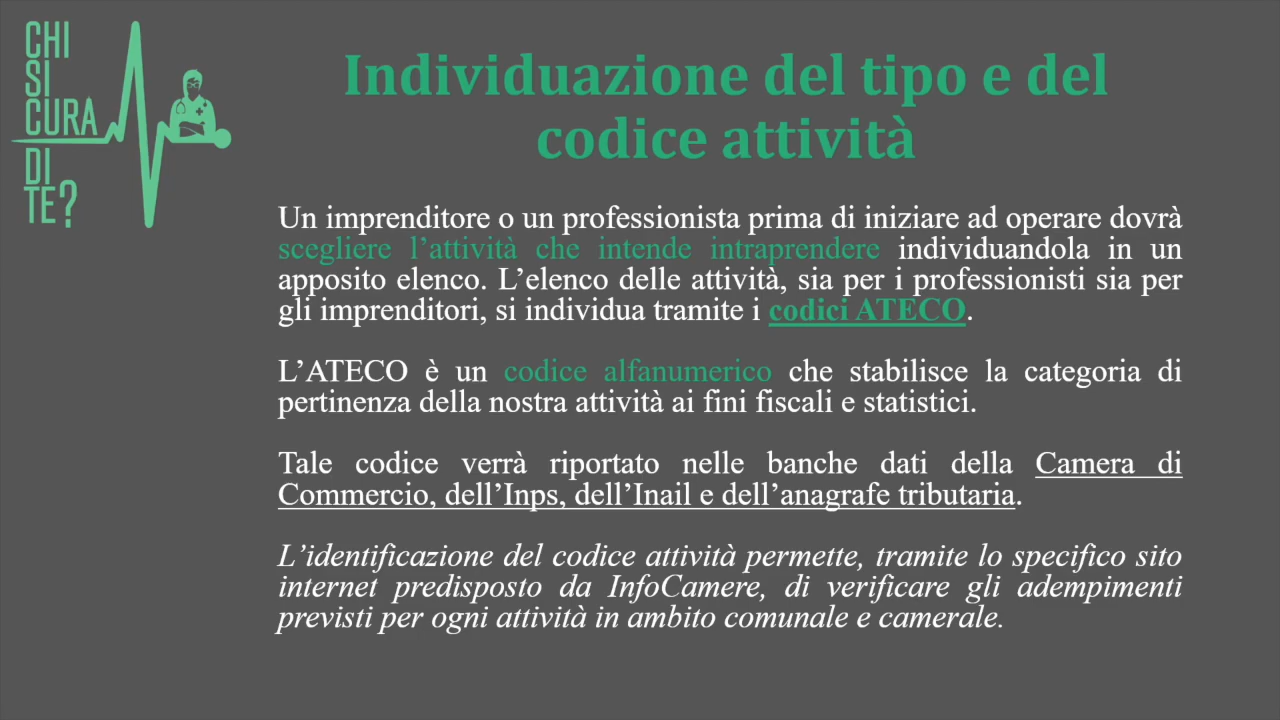 CHI
SI
CURA
DI
TE?
Individuazione del tipo e del
codice attività
Un imprenditore o un professionista prima di iniziare ad operare dovrà
scegliere l’attività che intende intraprendere individuandola in un
apposito elenco. L’elenco delle attività, sia per i professionisti sia per
gli imprenditori, si individua tramite i codici ATECO.
L’ATECO è un codice alfanumerico che stabilisce la categoria di
pertinenza della nostra attività ai fini fiscali e statistici.
Tale codice verrà riportato nelle banche dati della Camera di
Commercio, dell’Inps, dell’Inail e dell’anagrafe tributaria.
L’identificazione del codice attività permette, tramite lo specifico sito
internet predisposto da InfoCamere, di verificare gli adempimenti
previsti per ogni attività in ambito comunale e camerale.